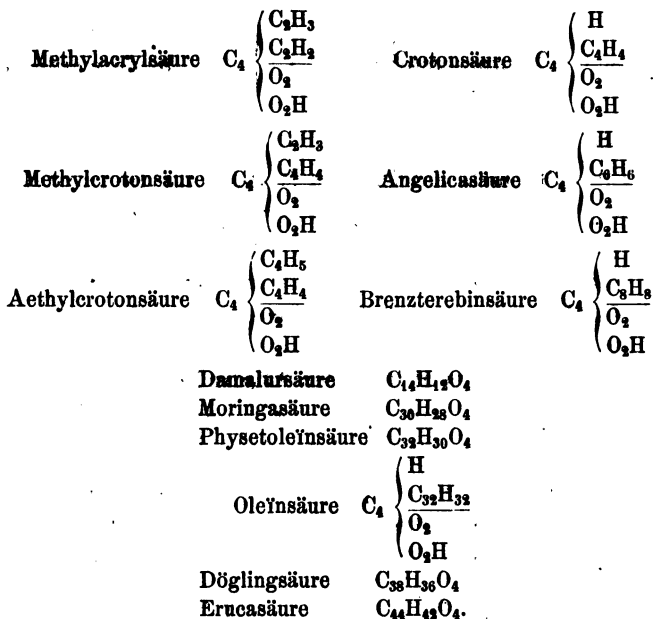 Methylacrylsäure C₄ { C₂H₃ Crotonsäure C₄ { H
C₂H₂ C₄H₄
O₂ O₂
O₂H O₂H
Methylcrotonsäure C₄ { C₂H₃ Angelicasäure C₄ { H
C₄H₄ C₆H₆
O₂ O₂
O₂H O₂H
Aethylcrotonsäure C₄ { C₄H₅ Brenzterebinsäure C₄ { H
C₄H₄ C₈H₈
O₂ O₂
O₂H O₂H
Damalursäure C₁₄H₁₂O₄
Moringasäure C₃₀H₂₈O₄
Physetoleïnsäure C₃₂H₃₀O₄
Oleïnsäure C₄ { H
C₃₂H₃₂
O₂
O₂H
Döglingsäure C₃₈H₃₆O₄
Erucasäure C₄₄H₄₂O₄.